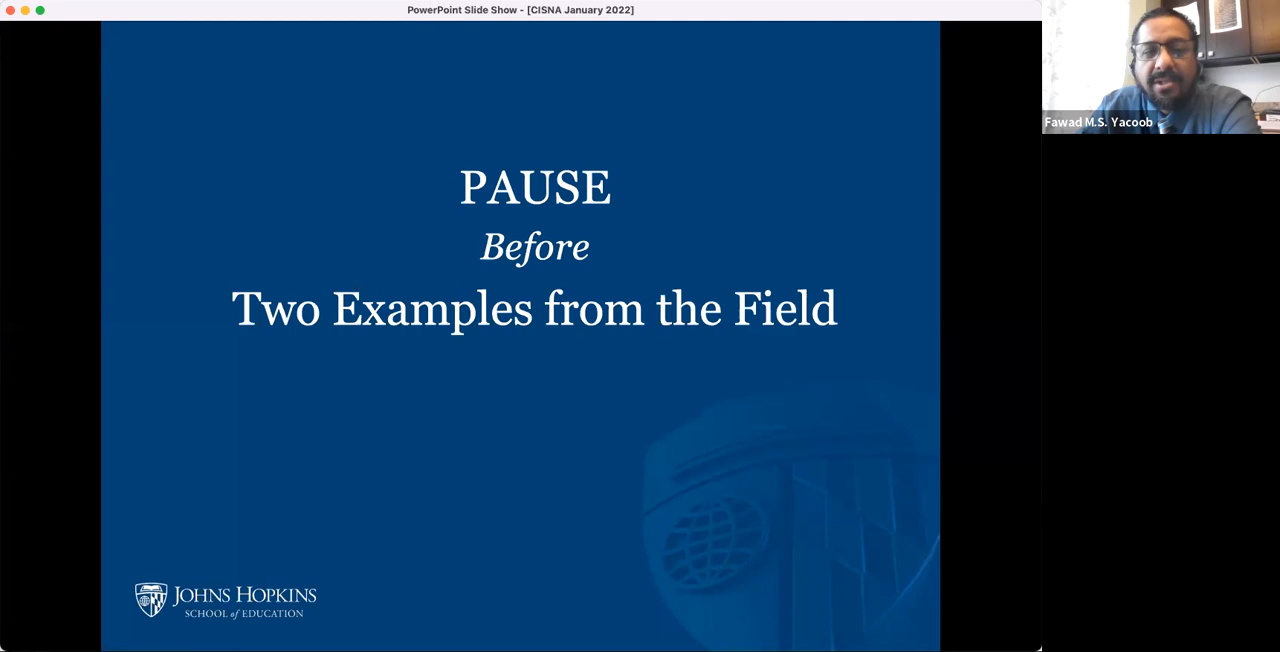 PowerPoint Slide Show - [CISNA January 2022]
PAUSE
Before
Two Examples from the Field
JOHNS HOPKINS
SCHOOL of EDUCATION
Fawad M.S. Yacoob